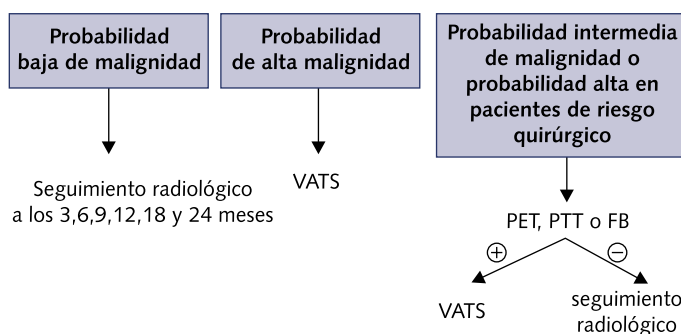 Probabilidad
baja de malignidad
Probabilidad
de alta malignidad
Probabilidad intermedia
de malignidad o
probabilidad alta en
pacientes de riesgo
quirúrgico
Seguimiento radiológico
a los 3,6,9,12,18 y 24 meses
VATS
PET, PTT o FB
+
−
VATS
seguimiento
radiológico